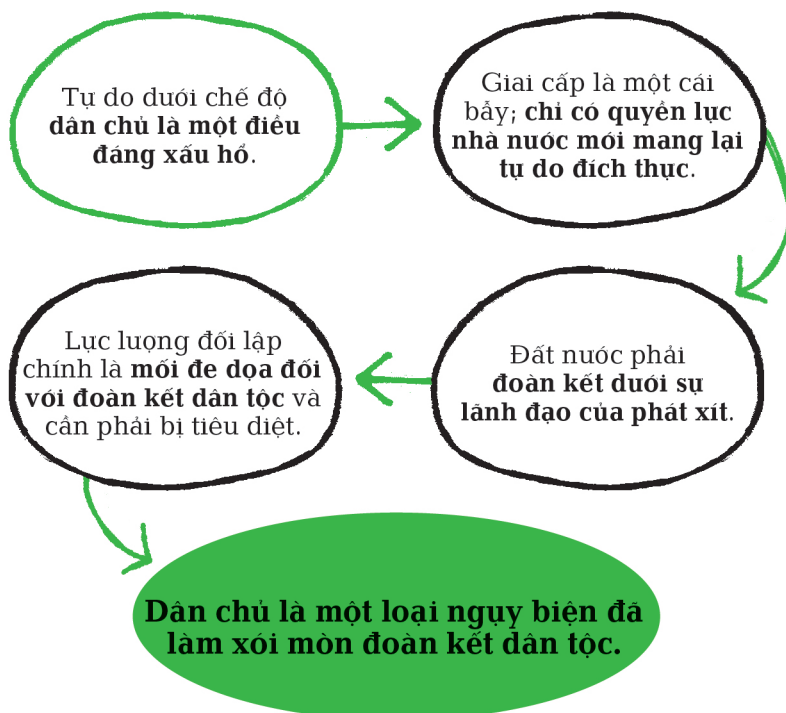 Tự do dưới chế độ
dân chủ là một điều
đáng xấu hổ.
Giai cấp là một cái
bẫy; chỉ có quyền lực
nhà nước mới mang lại
tự do đích thực.
Đất nước phải
đoàn kết dưới sự
lãnh đạo của phát xít.
Lực lượng đối lập
chính là mối đe dọa đối
với đoàn kết dân tộc và
cần phải bị tiêu diệt.
Dân chủ là một loại ngụy biện đã
làm xói mòn đoàn kết dân tộc.